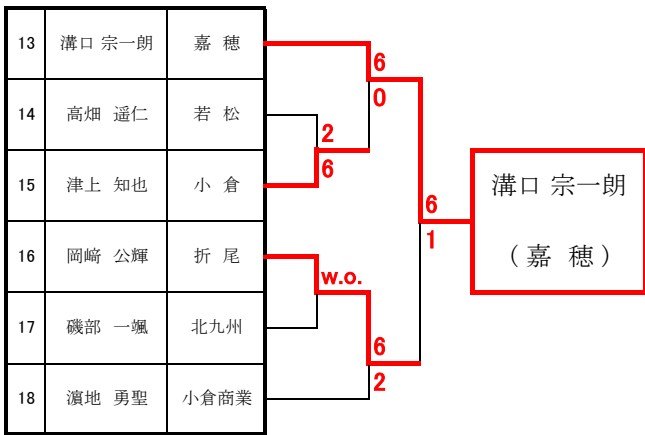 13 溝口 宗一朗 嘉 穂
14 高畑 遥仁 若 松
15 津上 知也 小 倉
16 岡﨑 公輝 折 尾
17 磯部 一颯 北九州
18 濵地 勇聖 小倉商業
6
0
2
6
w.o.
6
2
6
1
溝口 宗一朗
（嘉 穂）